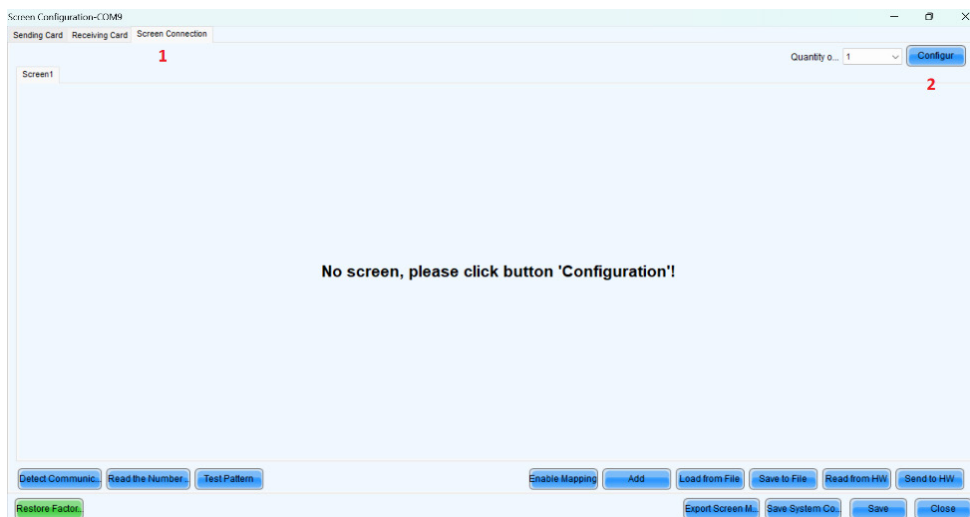 Screen Configuration-COM9
Sending Card Receiving Card Screen Connection
1
Quantity o... 1 Configur
2
Screen1
No screen, please click button 'Configuration'!
Detect Communic.. Read the Number.. Test Pattern Enable Mapping Add Load from File Save to File Read from HW Send to HW
Restore Factor.. Export Screen M.. Save System Co.. Save Close